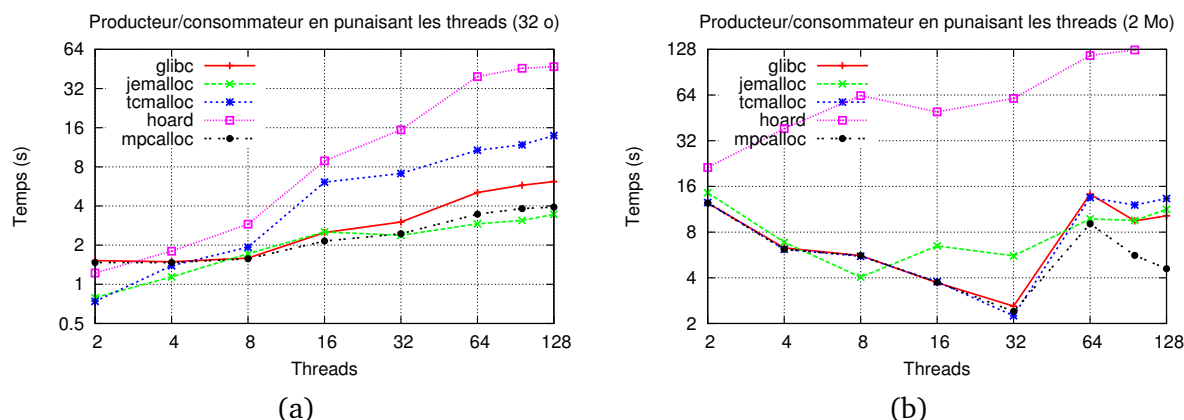 Producteur/consommateur en punaisant les threads (32 o)
64
32
16
8
4
2
1
0.5
Temps (s)
glibc
jemalloc
tcmalloc
hoard
mpcalloc
2 4 8 16 32 64 128
Threads
(a)
Producteur/consommateur en punaisant les threads (2 Mo)
128
64
32
16
8
4
2
Temps (s)
glibc
jemalloc
tcmalloc
hoard
mpcalloc
2 4 8 16 32 64 128
Threads
(b)